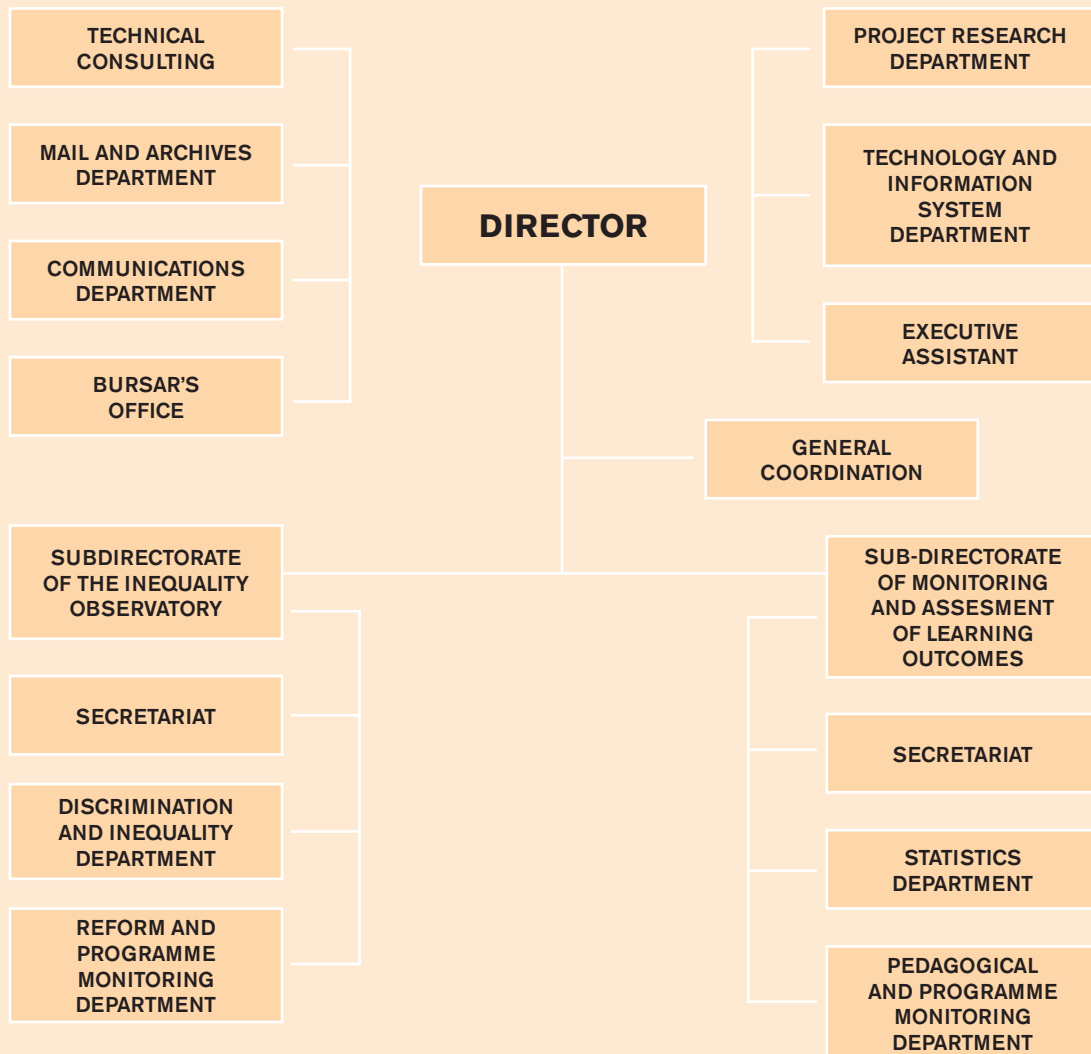 TECHNICAL
CONSULTING
MAIL AND ARCHIVES
DEPARTMENT
COMMUNICATIONS
DEPARTMENT
BURSAR'S
OFFICE
DIRECTOR
PROJECT RESEARCH
DEPARTMENT
TECHNOLOGY AND
INFORMATION
SYSTEM
DEPARTMENT
EXECUTIVE
ASSISTANT
GENERAL
COORDINATION
SUBDIRECTORATE
OF THE INEQUALITY
OBSERVATORY
SECRETARIAT
DISCRIMINATION
AND INEQUALITY
DEPARTMENT
REFORM AND
PROGRAMME
MONITORING
DEPARTMENT
SUB-DIRECTORATE
OF MONITORING
AND ASSESMENT
OF LEARNING
OUTCOMES
SECRETARIAT
STATISTICS
DEPARTMENT
PEDAGOGICAL
AND PROGRAMME
MONITORING
DEPARTMENT